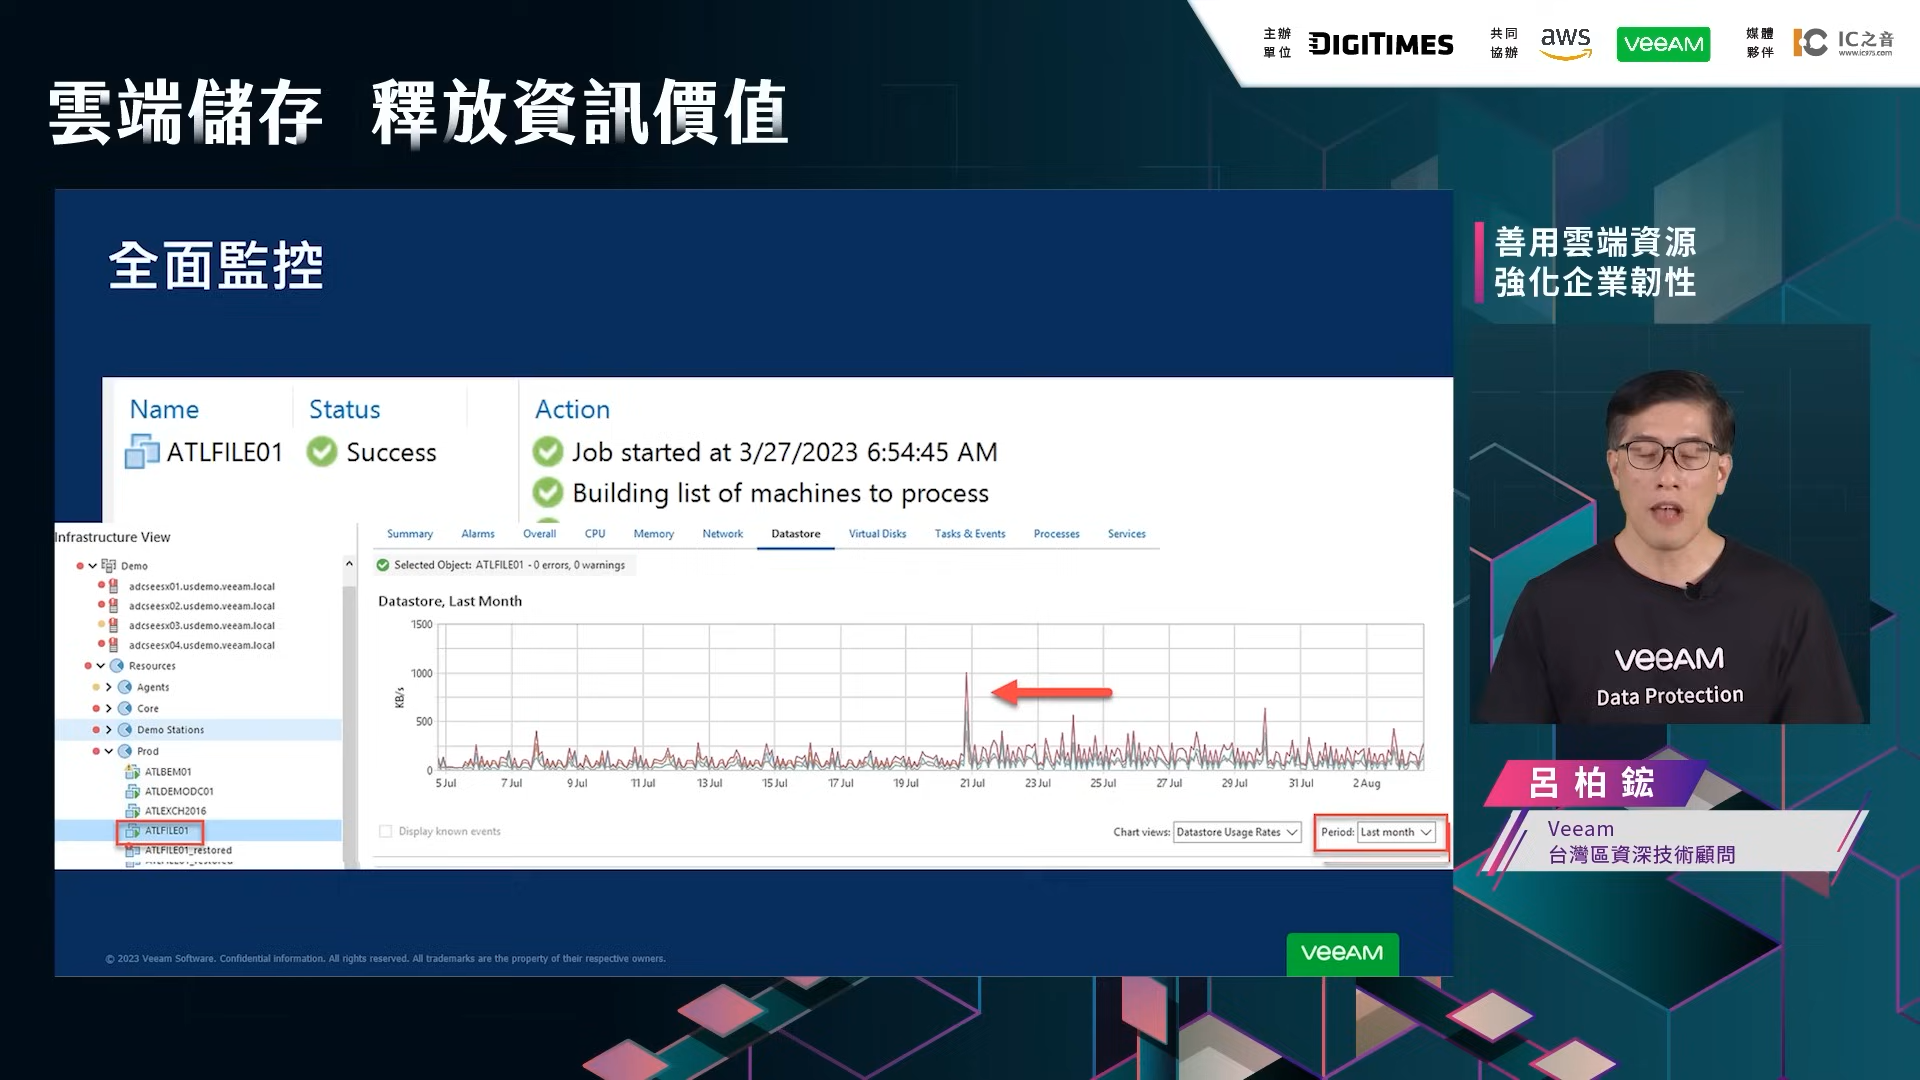 主辦
單位
DIGITIMES
共同
協辦
aws
veeAM
媒體
夥伴
IC之音
www.ic975.com
雲端儲存 釋放資訊價值
全面監控
Name
Status
Action
ATLFILE01
Success
Job started at 3/27/2023 6:54:45 AM
Building list of machines to process
Infrastructure View
Demo
adcseesx01.usdemo.veeam.local
adcseesx02.usdemo.veeam.local
adcseesx03.usdemo.veeam.local
adcseesx04.usdemo.veeam.local
Resources
Agents
Core
Demo Stations
Prod
ATLBEM01
ATLDEMODC01
ATLEXCH2016
ATLFILE01
ATLFILE01_restored
ATLFILE01_restored
Summary Alarms Overall CPU Memory Network Datastore Virtual Disks Tasks & Events Processes Services
Selected Object: ATLFILE01 - 0 errors, 0 warnings
Datastore, Last Month
1500
1000
500
0
KB/s
5 Jul 7 Jul 9 Jul 11 Jul 13 Jul 15 Jul 17 Jul 19 Jul 21 Jul 23 Jul 25 Jul 27 Jul 29 Jul 31 Jul 2 Aug
Display known events
Chart views: Datastore Usage Rates
Period: Last month
© 2023 Veeam Software. Confidential information. All rights reserved. All trademarks are the property of their respective owners.
veeAM
善用雲端資源
強化企業韌性
veeAM
Data Protection
呂柏鋐
Veeam
台灣區資深技術顧問